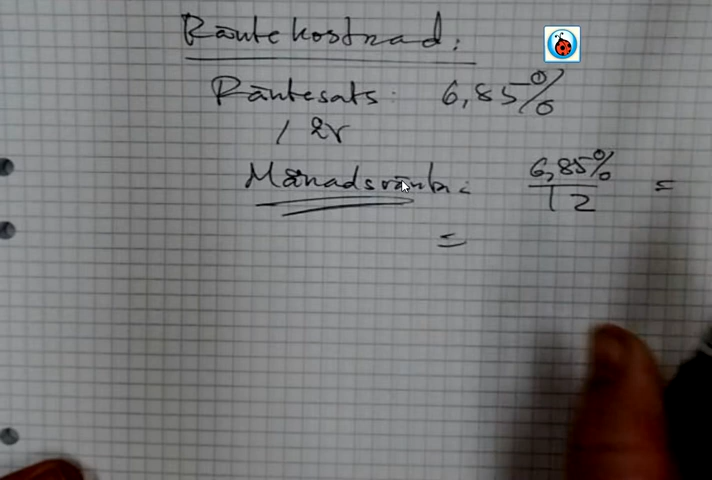 Räntekostnad:
Räntesats: 6,85%
/ år
Månadsränta: 6,85% / 12 =
=